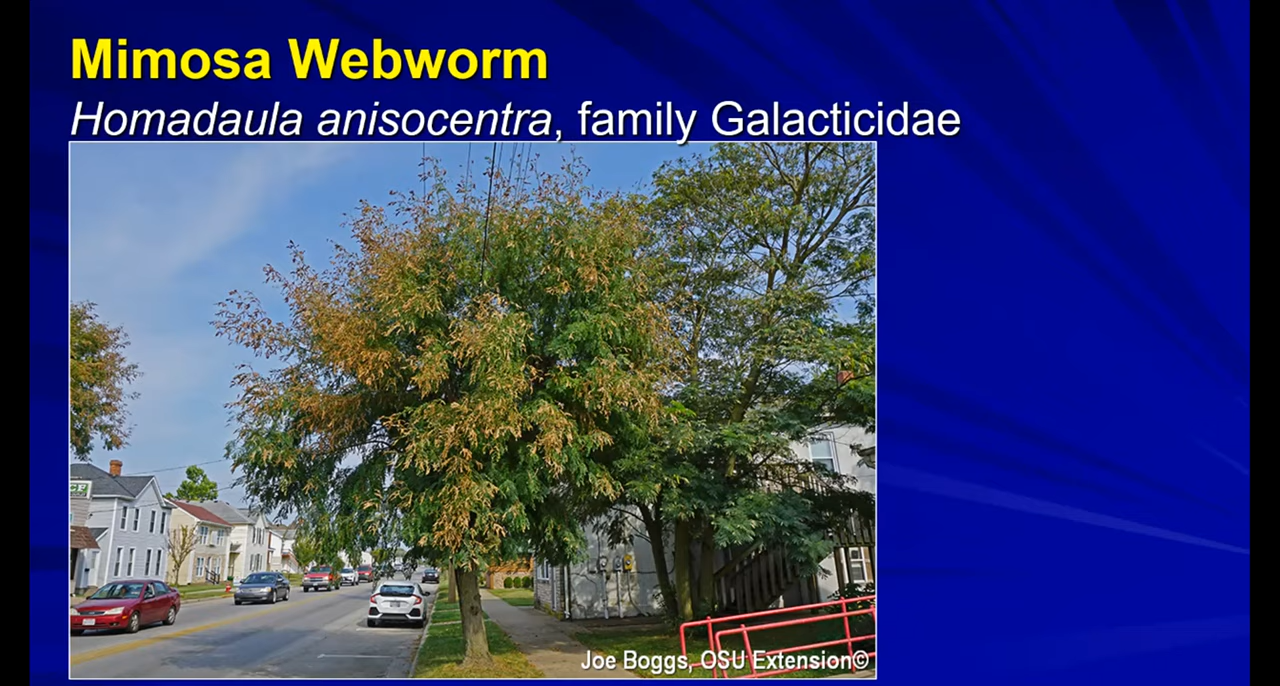 Mimosa Webworm
Homadaula anisocentra, family Galacticidae
Joe Boggs, OSU Extension©